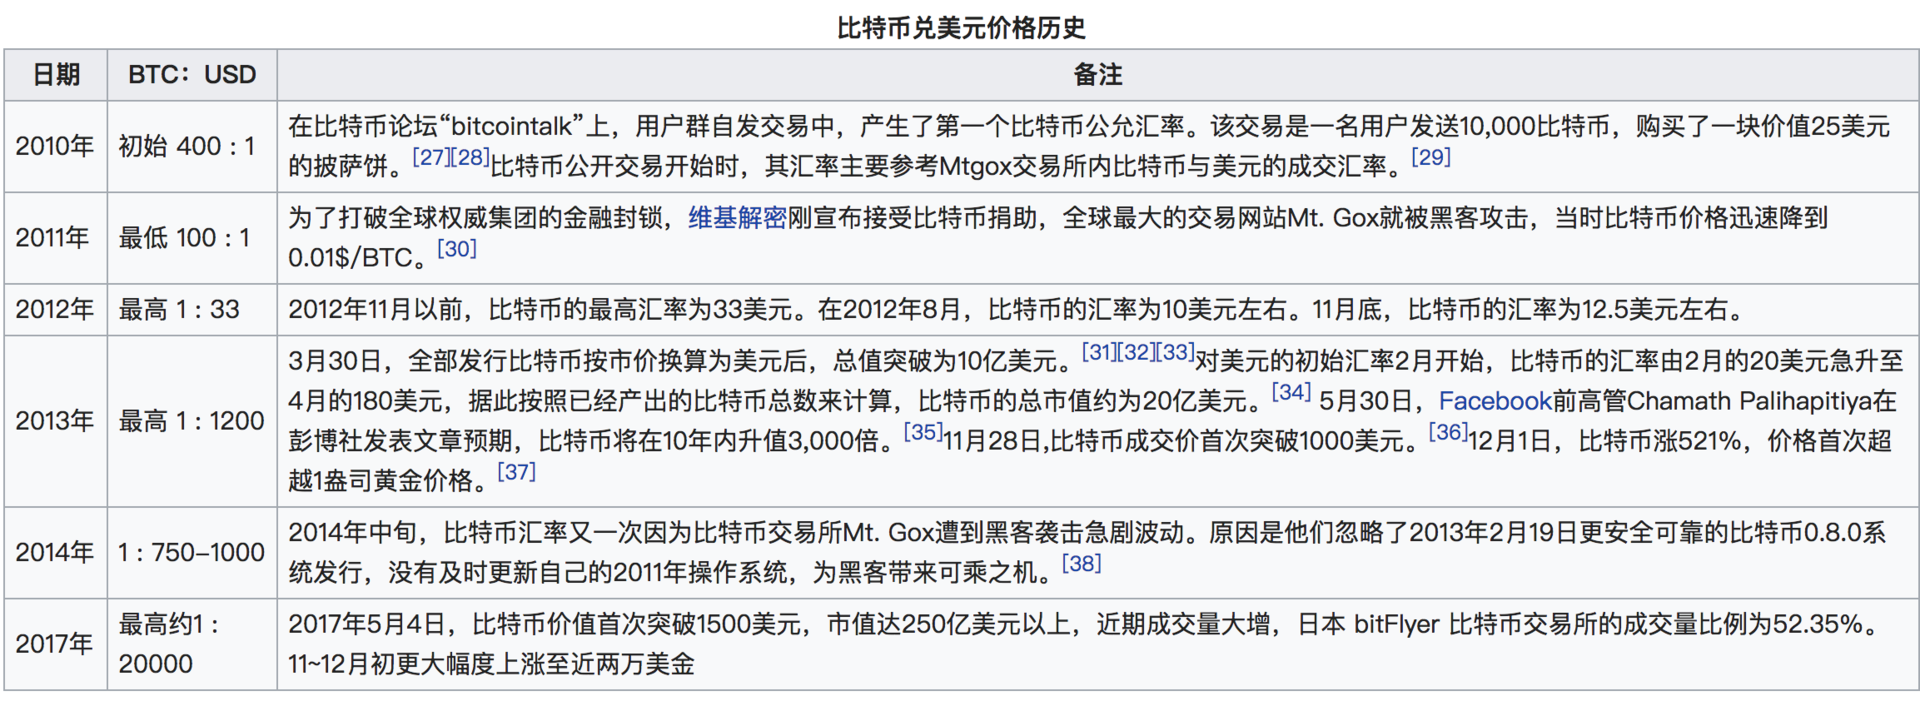 比特币兑美元价格历史
日期 BTC：USD 备注
2010年 初始 400 : 1 在比特币论坛“bitcointalk”上，用户群自发交易中，产生了第一个比特币公允汇率。该交易是一名用户发送10,000比特币，购买了一块价值25美元
的披萨饼。[27][28]比特币公开交易开始时，其汇率主要参考Mtgox交易所内比特币与美元的成交汇率。[29]
2011年 最低 100 : 1 为了打破全球权威集团的金融封锁，维基解密刚宣布接受比特币捐助，全球最大的交易网站Mt. Gox就被黑客攻击，当时比特币价格迅速降到
0.01$/BTC。[30]
2012年 最高 1 : 33 2012年11月以前，比特币的最高汇率为33美元。在2012年8月，比特币的汇率为10美元左右。11月底，比特币的汇率为12.5美元左右。
2013年 最高 1 : 1200 3月30日，全部发行比特币按市价换算为美元后，总值突破为10亿美元。[31][32][33]对美元的初始汇率2月开始，比特币的汇率由2月的20美元急升至
4月的180美元，据此按照已经产出的比特币总数来计算，比特币的总市值约为20亿美元。[34] 5月30日，Facebook前高管Chamath Palihapitiya在
彭博社发表文章预期，比特币将在10年内升值3,000倍。[35]11月28日,比特币成交价首次突破1000美元。[36]12月1日，比特币涨521%，价格首次超
越1盎司黄金价格。[37]
2014年 1 : 750–1000 2014年中旬，比特币汇率又一次因为比特币交易所Mt. Gox遭到黑客袭击急剧波动。原因是他们忽略了2013年2月19日更安全可靠的比特币0.8.0系
统发行，没有及时更新自己的2011年操作系统，为黑客带来可乘之机。[38]
2017年 最高约1 :
20000 2017年5月4日，比特币价值首次突破1500美元，市值达250亿美元以上，近期成交量大增，日本 bitFlyer 比特币交易所的成交量比例为52.35%。
11~12月初更大幅度上涨至近两万美金